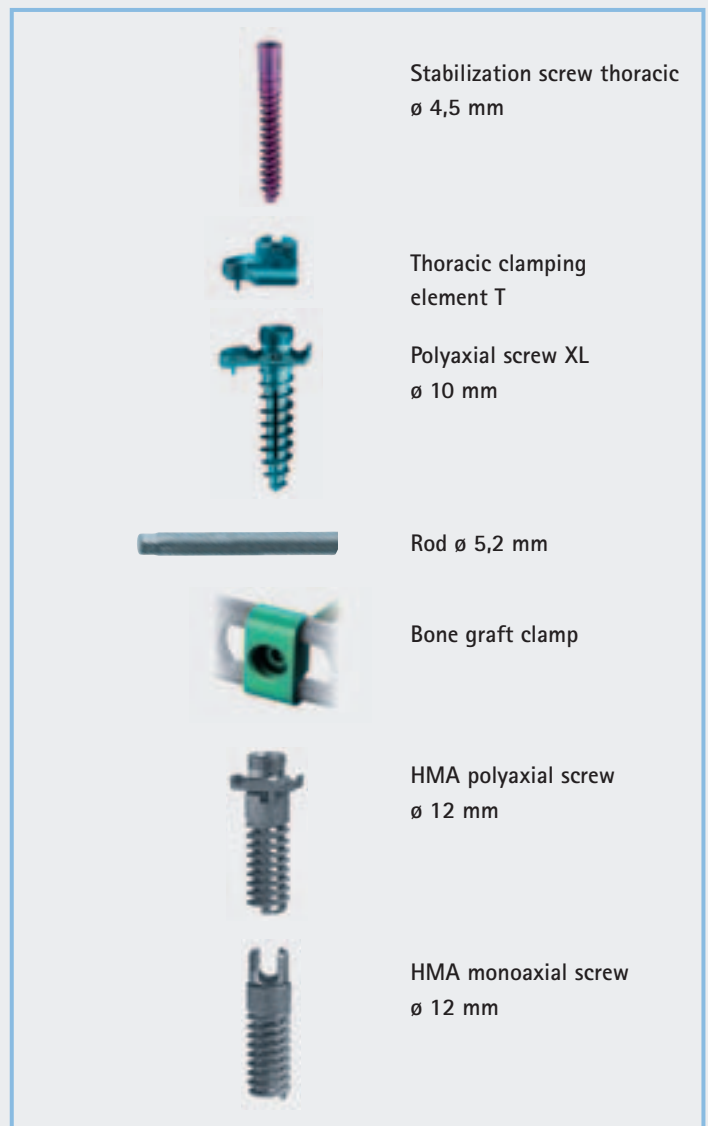 Stabilization screw thoracic
ø 4,5 mm
Thoracic clamping
element T
Polyaxial screw XL
ø 10 mm
Rod ø 5,2 mm
Bone graft clamp
HMA polyaxial screw
ø 12 mm
HMA monoaxial screw
ø 12 mm